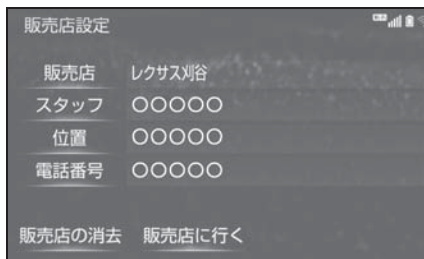 販売店設定
販売店 レクサス刈谷
スタッフ ○○○○○
位置 ○○○○○
電話番号 ○○○○○
販売店の消去 販売店に行く